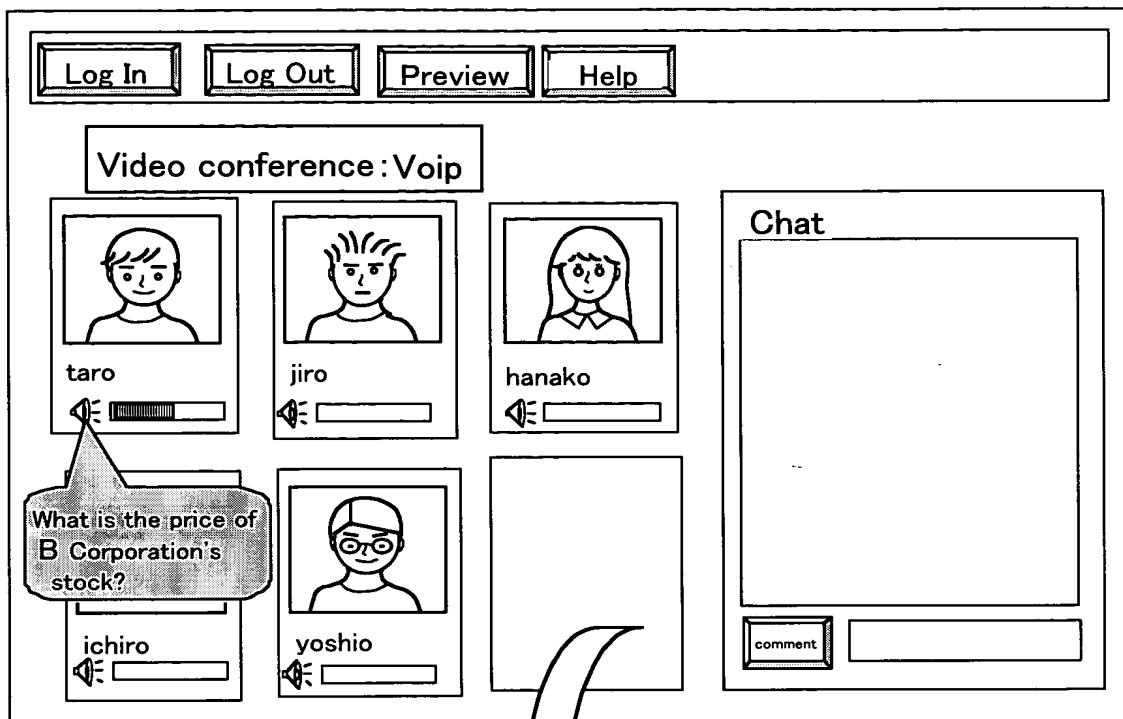 Log In
Log Out
Preview
Help
Video conference:Voip
Chat
taro
jiro
hanako
What is the price of
B Corporation's
stock?
ichiro
yoshio
comment